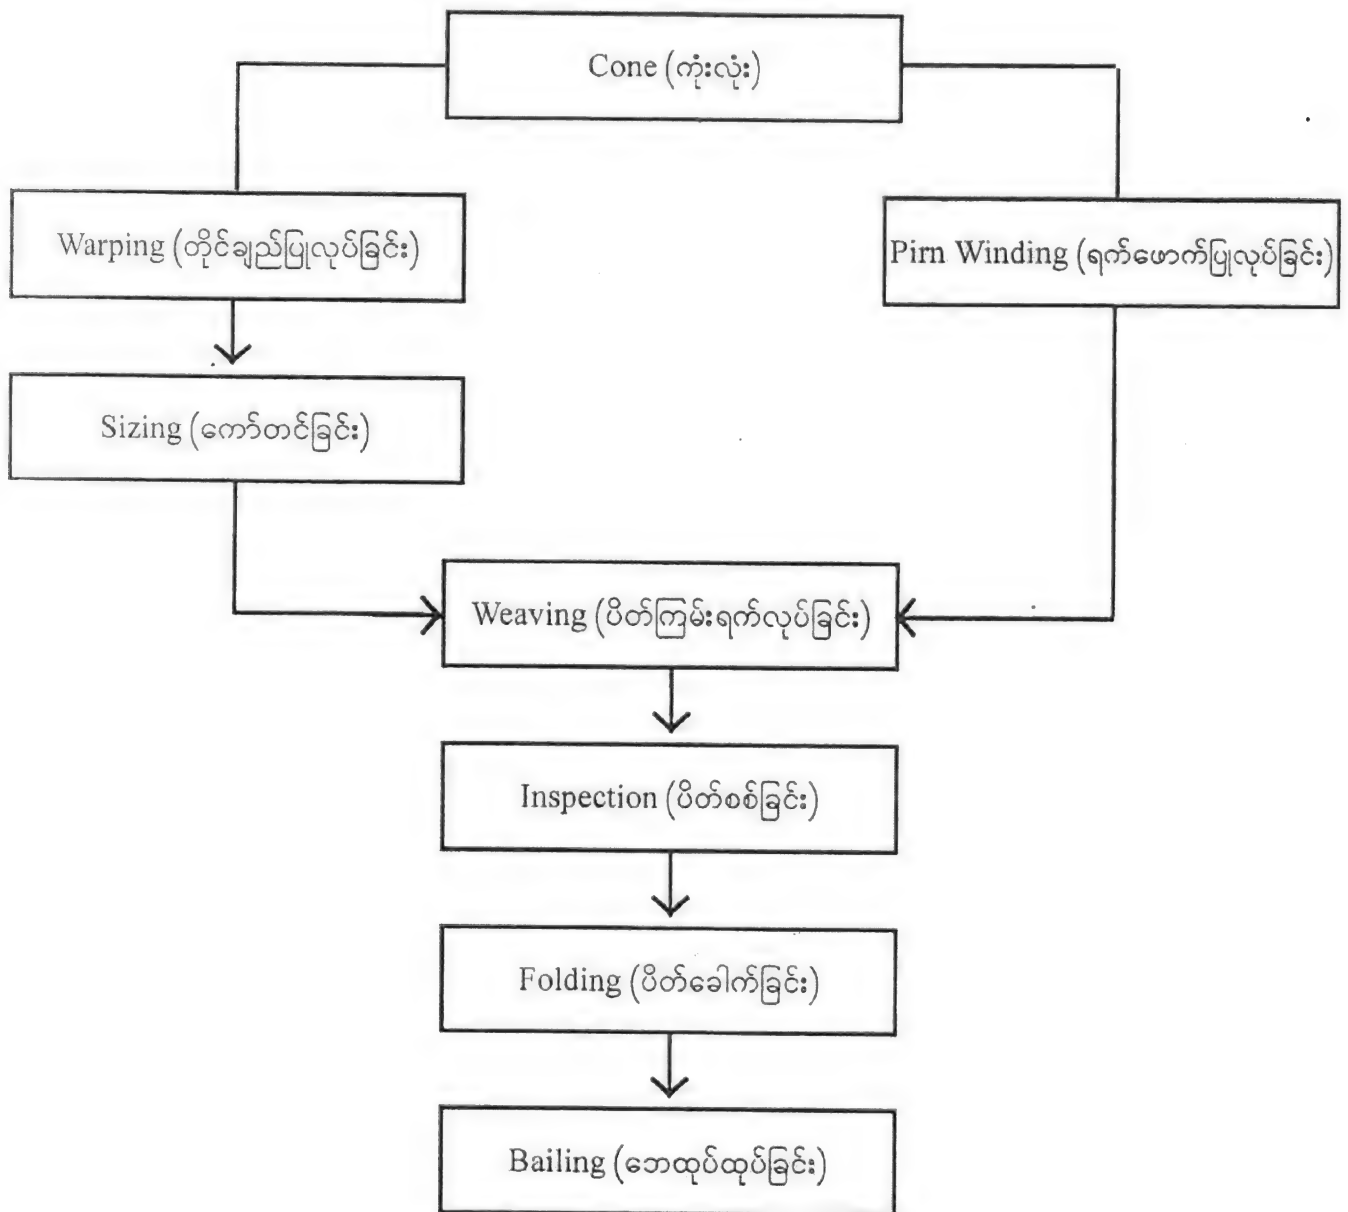 Cone (ကုံးလုံး)
Warping (တိုင်ချည်ပြုလုပ်ခြင်း)
Pirn Winding (ရက်ဖောက်ပြုလုပ်ခြင်း)
Sizing (ကော်တင်ခြင်း)
Weaving (ပိတ်ကြမ်းရက်လုပ်ခြင်း)
Inspection (ပိတ်စစ်ခြင်း)
Folding (ပိတ်ခေါက်ခြင်း)
Bailing (ဘေထုပ်ထုပ်ခြင်း)